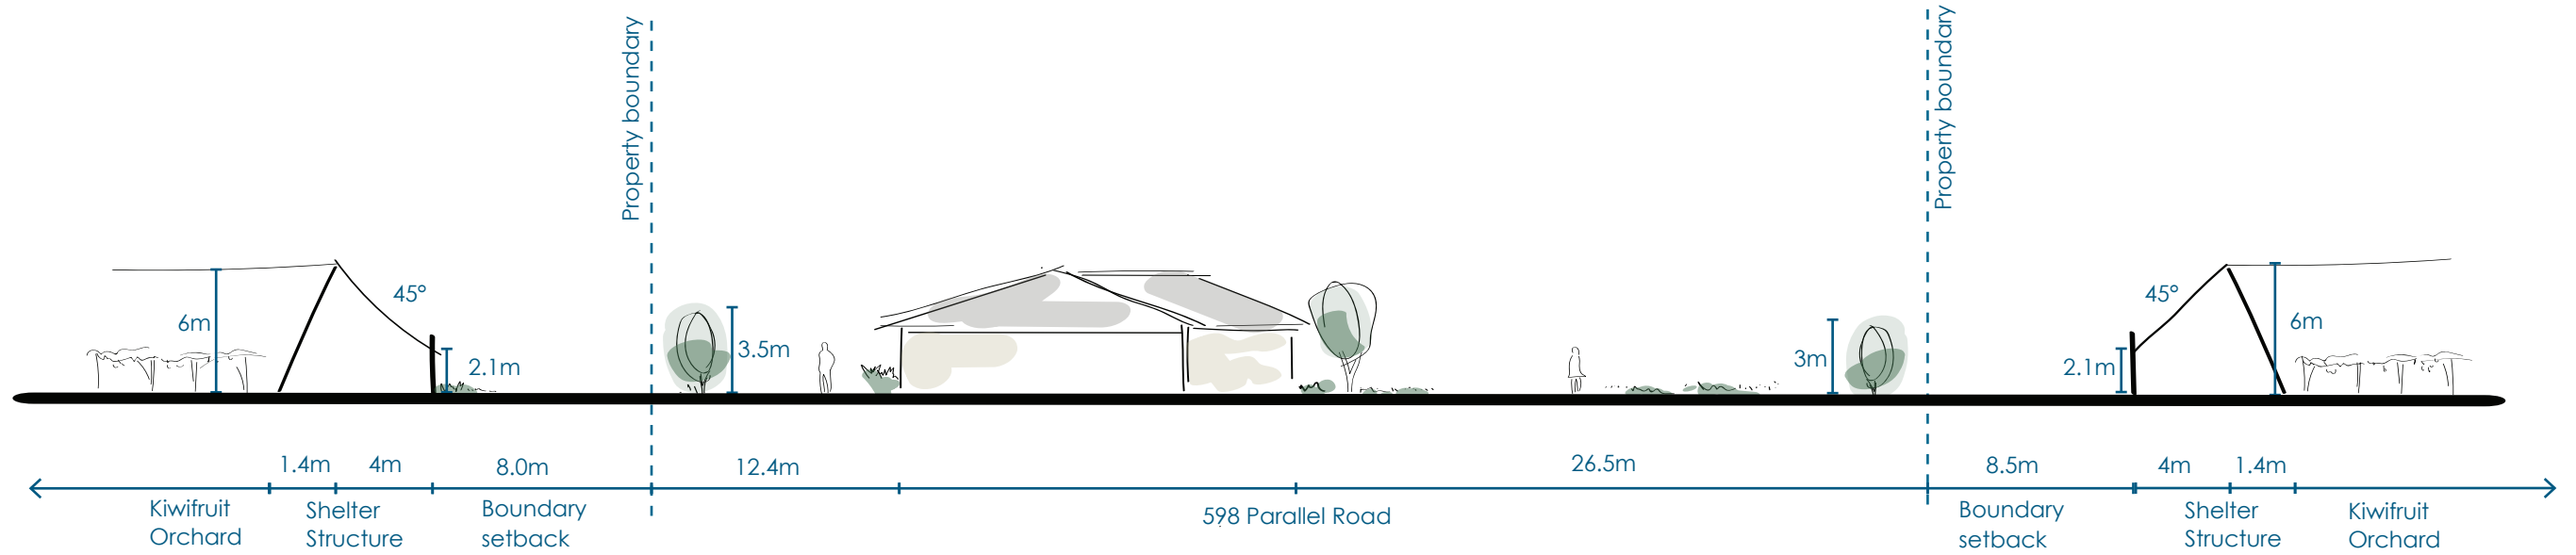 Property boundary
Property boundary
45°
45°
6m
6m
3.5m
3m
2.1m
2.1m
1.4m
4m
8.0m
12.4m
26.5m
8.5m
4m
1.4m
Kiwifruit
Orchard
Shelter
Structure
Boundary
setback
598 Parallel Road
Boundary
setback
Shelter
Structure
Kiwifruit
Orchard